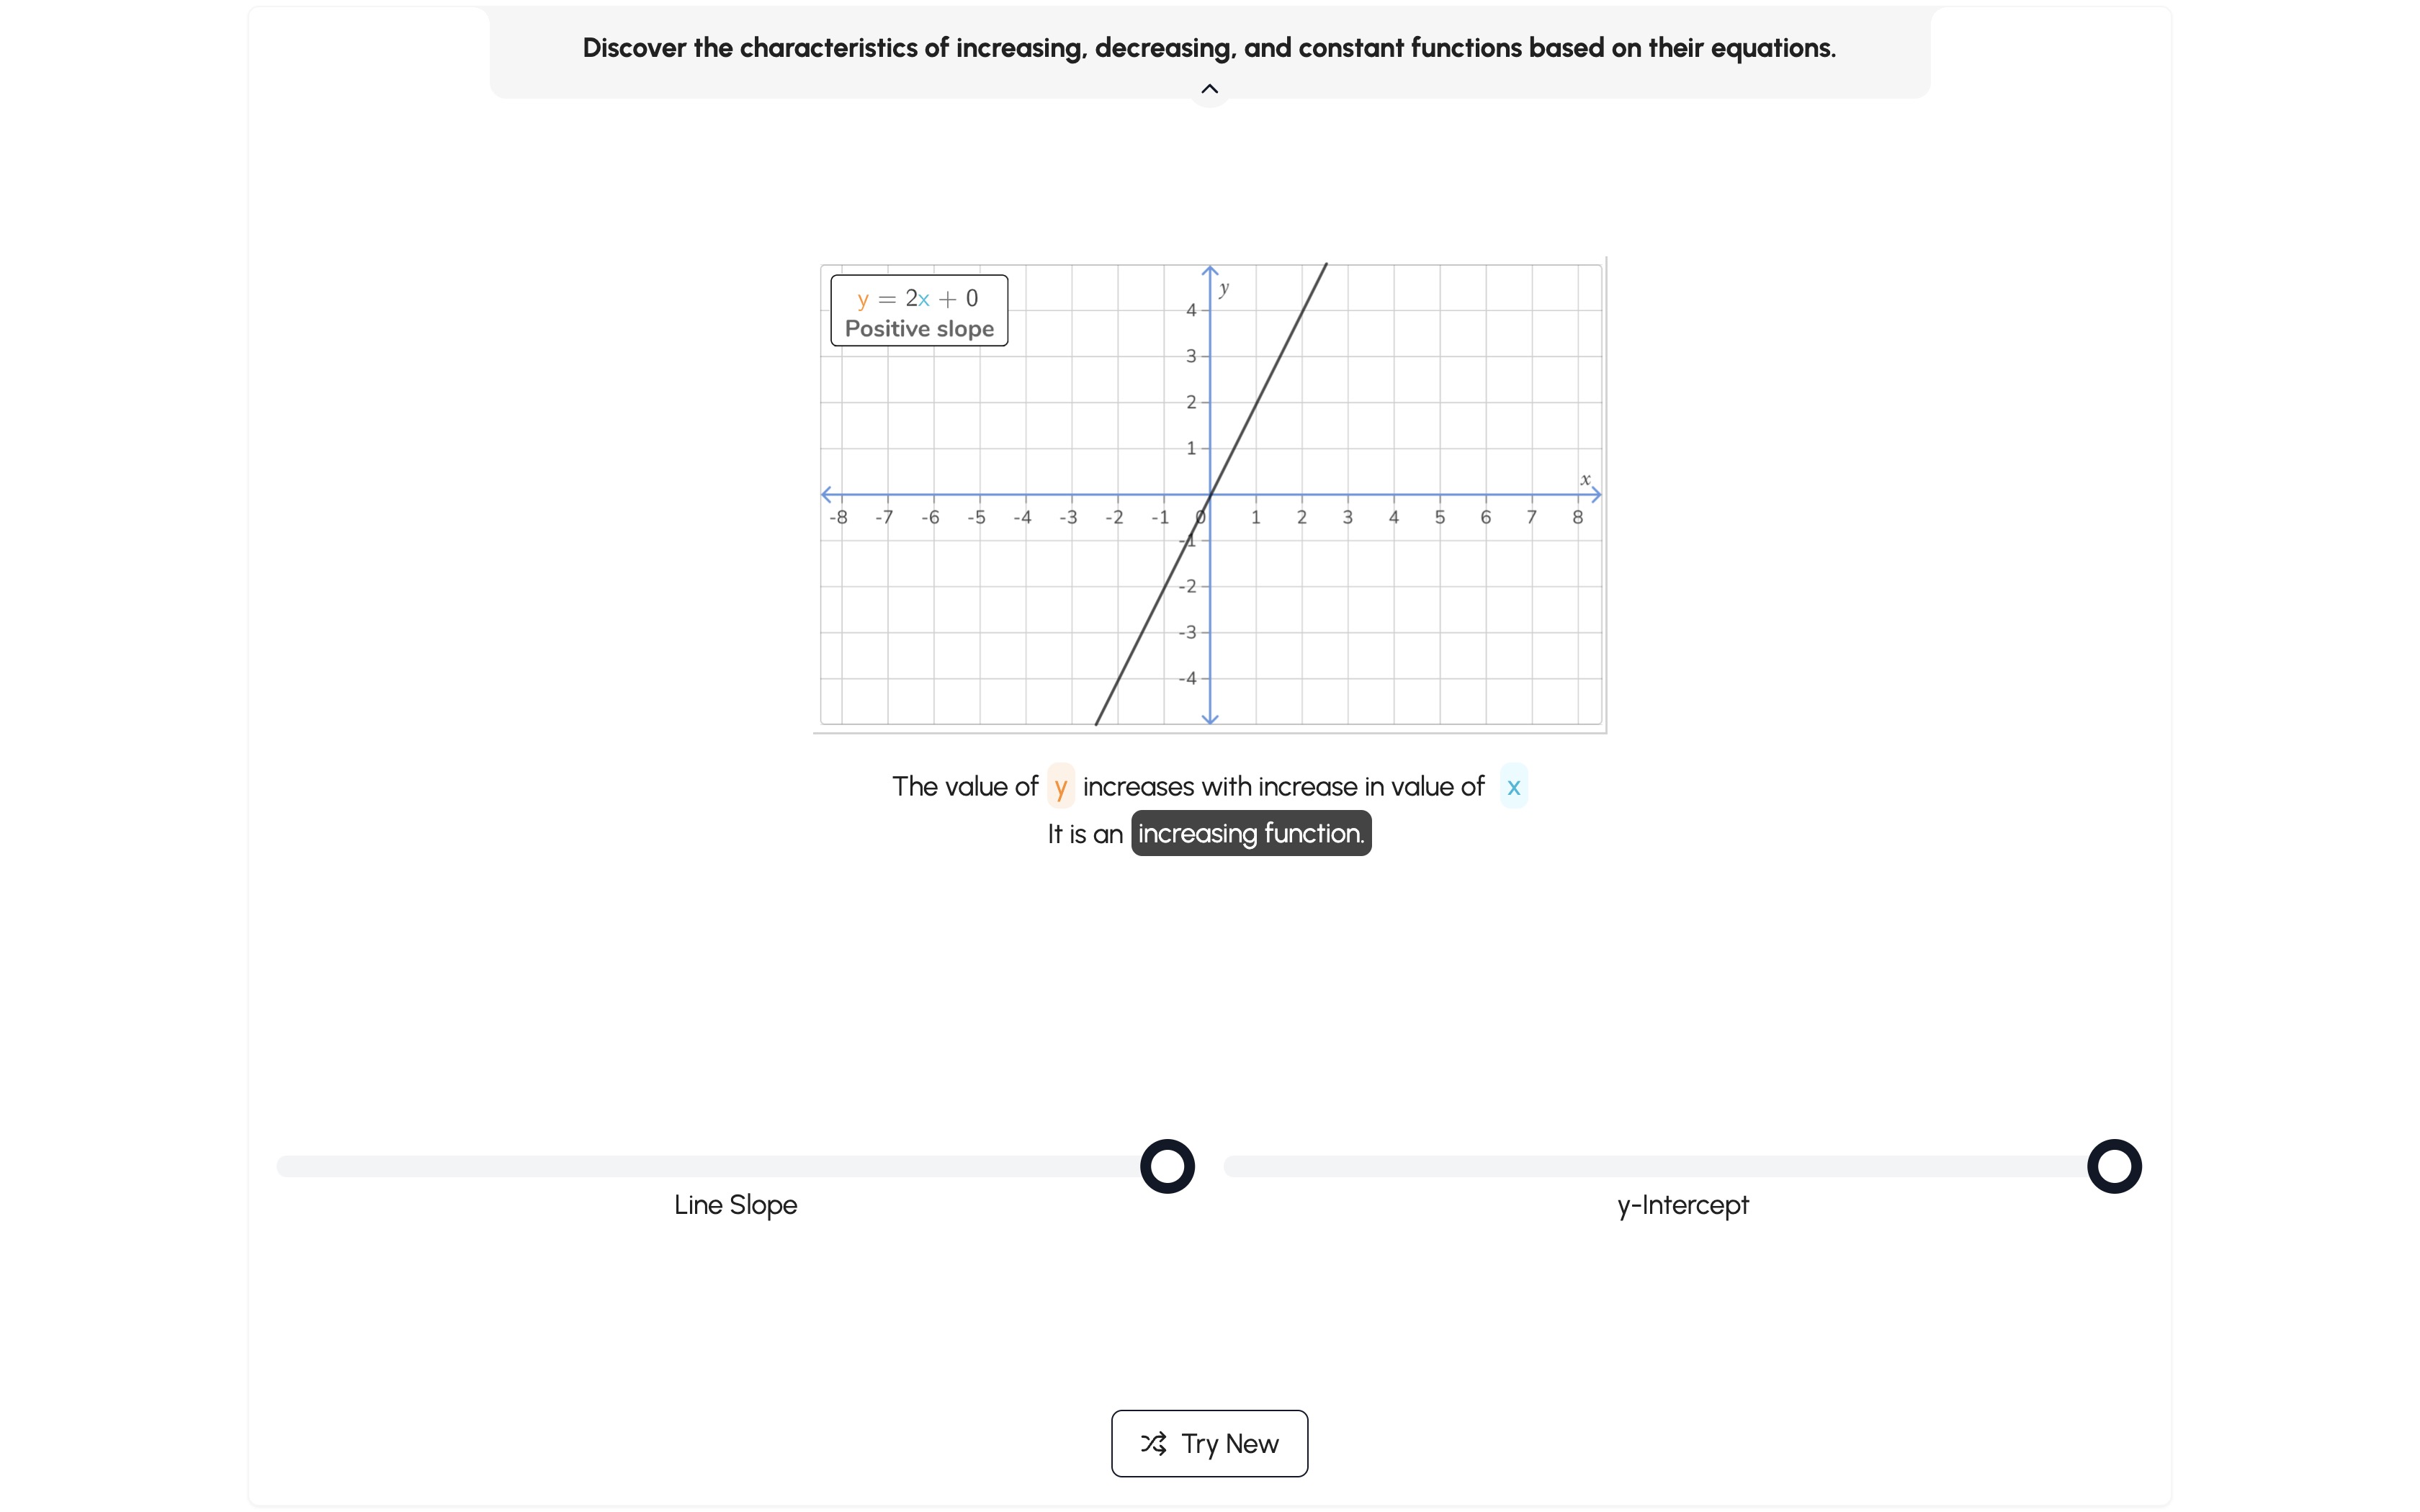 Discover the characteristics of increasing, decreasing, and constant functions based on their equations.
y = 2x + 0
Positive slope
y
4
3
2
1
x
-8 -7 -6 -5 -4 -3 -2 -1 0 1 2 3 4 5 6 7 8
-1
-2
-3
-4
The value of y increases with increase in value of x
It is an increasing function.
Line Slope
y-Intercept
Try New